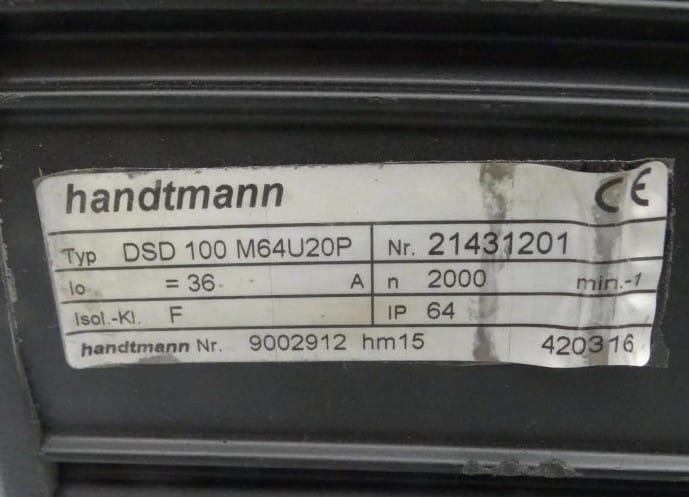 handtmann CE
Typ DSD 100 M64U20P Nr. 21431201
Io = 36 A n 2000 min.-1
Isol.-Kl. F IP 64
handtmann Nr. 9002912 hm15 420316